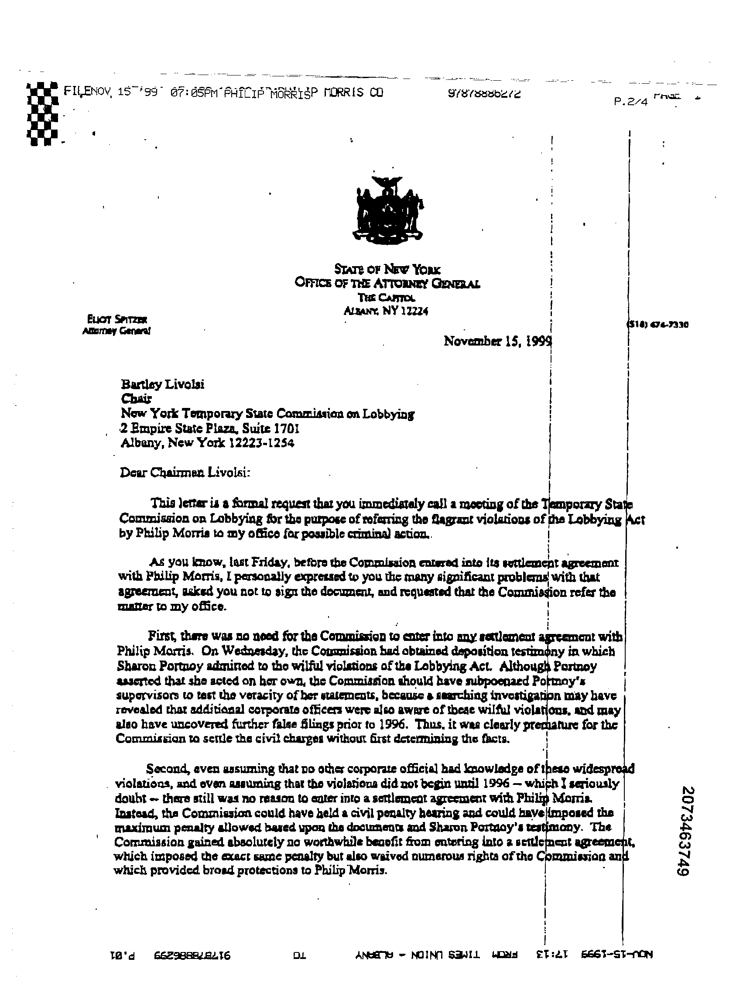 FILENOV 15 '99 07:05PM PHILIP MORRISP MORRIS CO 97878886272 P.2/4
STATE OF NEW YORK
OFFICE OF THE ATTORNEY GENERAL
THE CAPITOL
ALBANY, NY 12224
ELIOT SPITZER
Attorney General
(518) 474-7330
November 15, 1999
Bartley Livolsi
Chair
New York Temporary State Commission on Lobbying
2 Empire State Plaza, Suite 1701
Albany, New York 12223-1254
Dear Chairman Livolsi:
This letter is a formal request that you immediately call a meeting of the Temporary State
Commission on Lobbying for the purpose of referring the flagrant violations of the Lobbying Act
by Philip Morris to my office for possible criminal action.
As you know, last Friday, before the Commission entered into its settlement agreement
with Philip Morris, I personally expressed to you the many significant problems with that
agreement, asked you not to sign the document, and requested that the Commission refer the
matter to my office.
First, there was no need for the Commission to enter into any settlement agreement with
Philip Morris. On Wednesday, the Commission had obtained deposition testimony in which
Sharon Portnoy admitted to the wilful violations of the Lobbying Act. Although Portnoy
asserted that she acted on her own, the Commission should have subpoenaed Portnoy's
supervisors to test the veracity of her statements, because a searching investigation may have
revealed that additional corporate officers were also aware of these wilful violations, and may
also have uncovered further false filings prior to 1996. Thus, it was clearly premature for the
Commission to settle the civil charges without first determining the facts.
Second, even assuming that no other corporate official had knowledge of these widespread
violations, and even assuming that the violations did not begin until 1996 -- which I seriously
doubt -- there still was no reason to enter into a settlement agreement with Philip Morris.
Instead, the Commission could have held a civil penalty hearing and could have imposed the
maximum penalty allowed based upon the documents and Sharon Portnoy's testimony. The
Commission gained absolutely no worthwhile benefit from entering into a settlement agreement,
which imposed the exact same penalty but also waived numerous rights of the Commission and
which provided broad protections to Philip Morris.
2073463749
NOV-15-1999 17:13 FROM TIMES UNION - ALBANY TO 917878886299 P.01